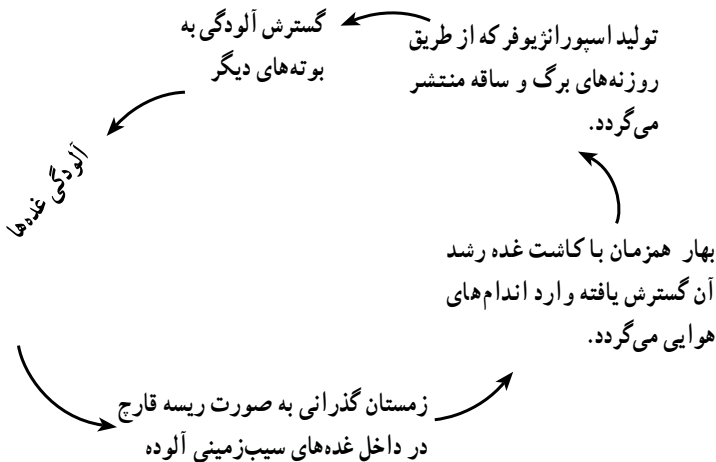 تولید اسپورانژیوفر که از طریق
روزنه‌های برگ و ساقه منتشر
می‌گردد.
گسترش آلودگی به
بوته‌های دیگر
آلودگی غده‌ها
زمستان گذرانی به صورت ریسه قارچ
در داخل غده‌های سیب‌زمینی آلوده
بهار همزمان با کاشت غده رشد
آن گسترش یافته وارد اندام‌های
هوایی می‌گردد.